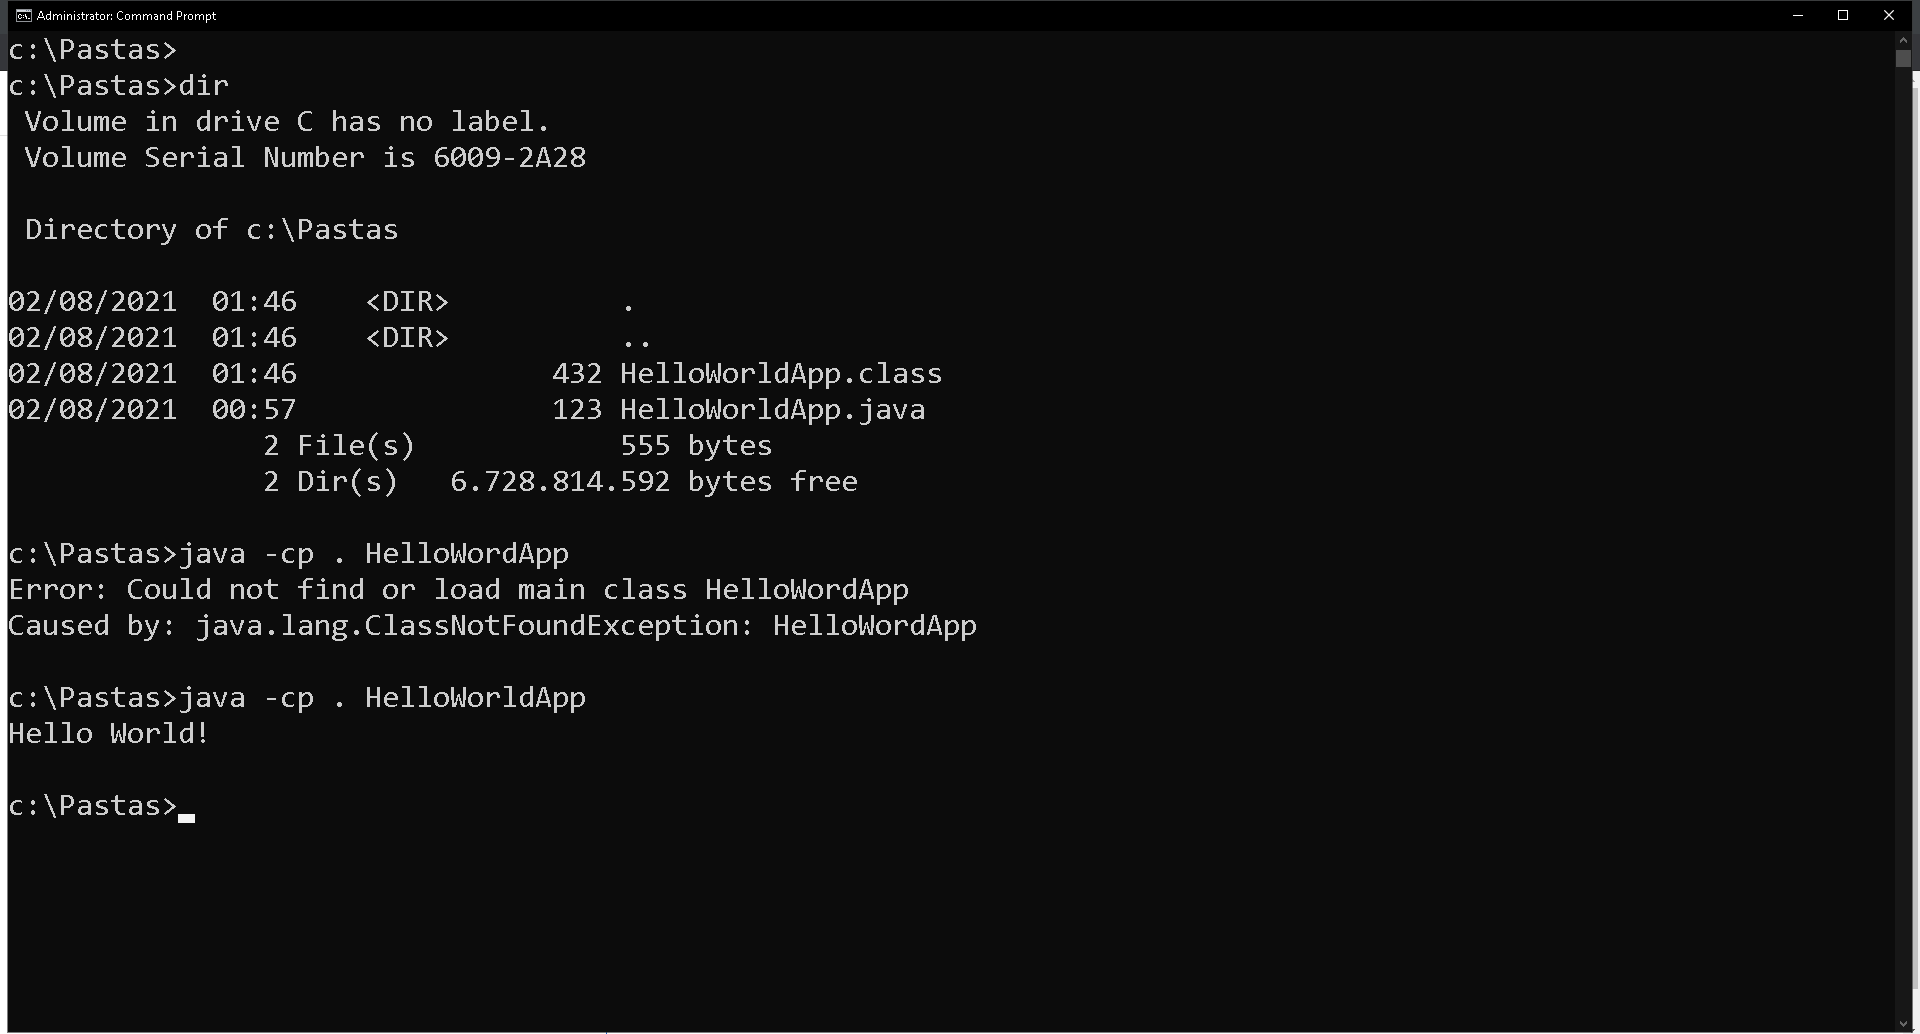 Administrator: Command Prompt
c:\Pastas>
c:\Pastas>dir
 Volume in drive C has no label.
 Volume Serial Number is 6009-2A28

 Directory of c:\Pastas

02/08/2021  01:46    <DIR>          .
02/08/2021  01:46    <DIR>          ..
02/08/2021  01:46               432 HelloWorldApp.class
02/08/2021  00:57               123 HelloWorldApp.java
               2 File(s)            555 bytes
               2 Dir(s)   6.728.814.592 bytes free

c:\Pastas>java -cp . HelloWordApp
Error: Could not find or load main class HelloWordApp
Caused by: java.lang.ClassNotFoundException: HelloWordApp

c:\Pastas>java -cp . HelloWorldApp
Hello World!

c:\Pastas>